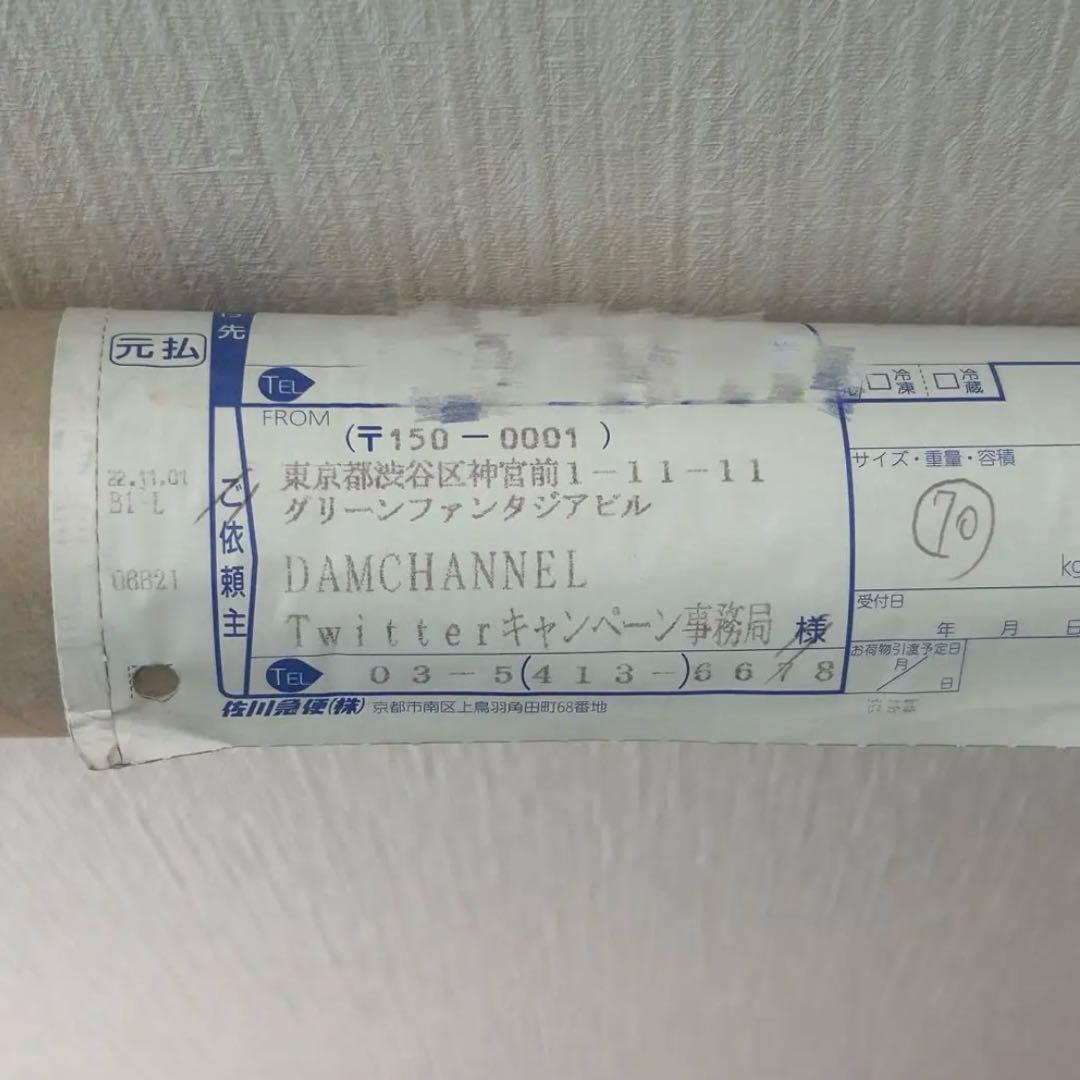 元払
先
TEL
冷凍
冷蔵
FROM
(〒150-0001 )
東京都渋谷区神宮前1-11-11
グリーンファンタジアビル
DAMCHANNEL
Twitterキャンペーン事務局 様
TEL 03-5(413-)6678
ご依頼主
22.11.01
B1-L
06821
サイズ・重量・容積
70
kg
受付日
年 月 日
お荷物引渡予定日
月/日
佐川急便(株) 京都市南区上鳥羽角田町68番地